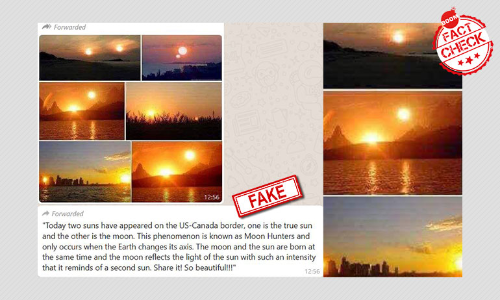 Forwarded
BOOM
FACT
CHECK
12:56
FAKE
Forwarded
"Today two suns have appeared on the US-Canada border, one is the true sun
and the other is the moon. This phenomenon is known as Moon Hunters and
only occurs when the Earth changes its axis. The moon and the sun are born at
the same time and the moon reflects the light of the sun with such an intensity
that it reminds of a second sun. Share it! So beautiful!!!"
12:56